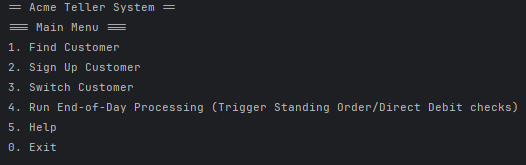 == Acme Teller System ==
=== Main Menu ===
1. Find Customer
2. Sign Up Customer
3. Switch Customer
4. Run End-of-Day Processing (Trigger Standing Order/Direct Debit checks)
5. Help
0. Exit